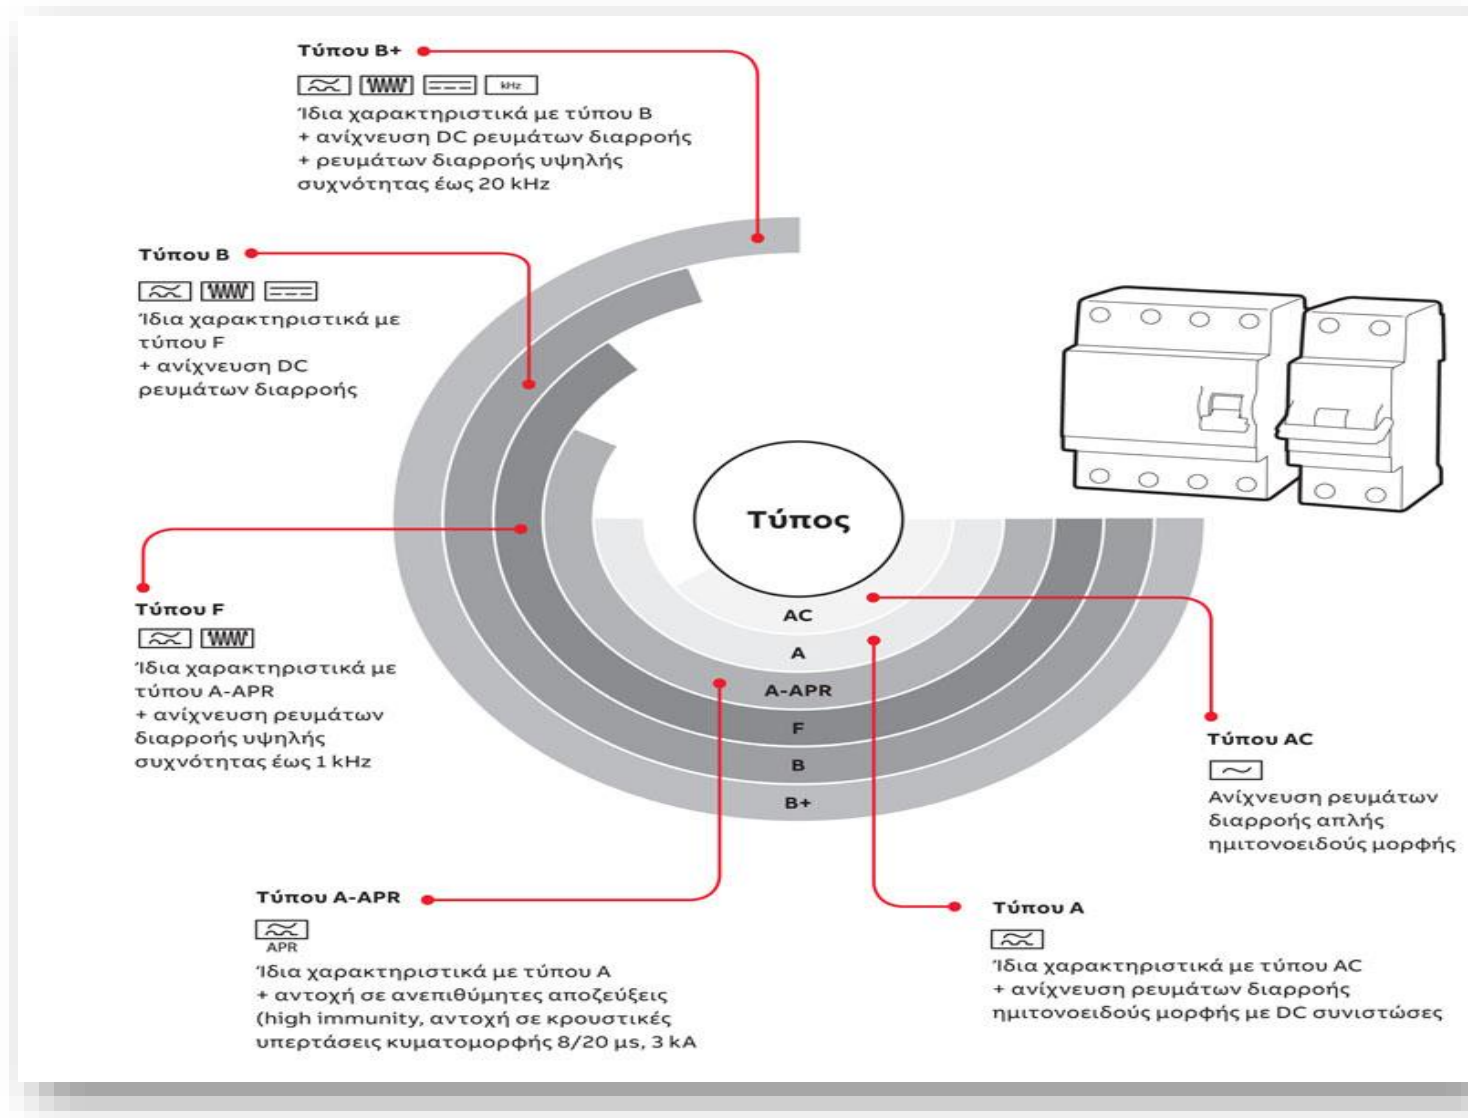 Τύπου B+
kHz
Ίδια χαρακτηριστικά με τύπου B
+ ανίχνευση DC ρευμάτων διαρροής
+ ρευμάτων διαρροής υψηλής
συχνότητας έως 20 kHz
Τύπου B
Ίδια χαρακτηριστικά με
τύπου F
+ ανίχνευση DC
ρευμάτων διαρροής
Τύπος
Τύπου F
Ίδια χαρακτηριστικά με
τύπου A-APR
+ ανίχνευση ρευμάτων
διαρροής υψηλής
συχνότητας έως 1 kHz
AC
A
A-APR
F
B
B+
Τύπου AC
Ανίχνευση ρευμάτων
διαρροής απλής
ημιτονοειδούς μορφής
Τύπου A-APR
APR
Ίδια χαρακτηριστικά με τύπου A
+ αντοχή σε ανεπιθύμητες αποζεύξεις
(high immunity, αντοχή σε κρουστικές
υπερτάσεις κυματομορφής 8/20 μs, 3 kA
Τύπου A
Ίδια χαρακτηριστικά με τύπου AC
+ ανίχνευση ρευμάτων διαρροής
ημιτονοειδούς μορφής με DC συνιστώσες